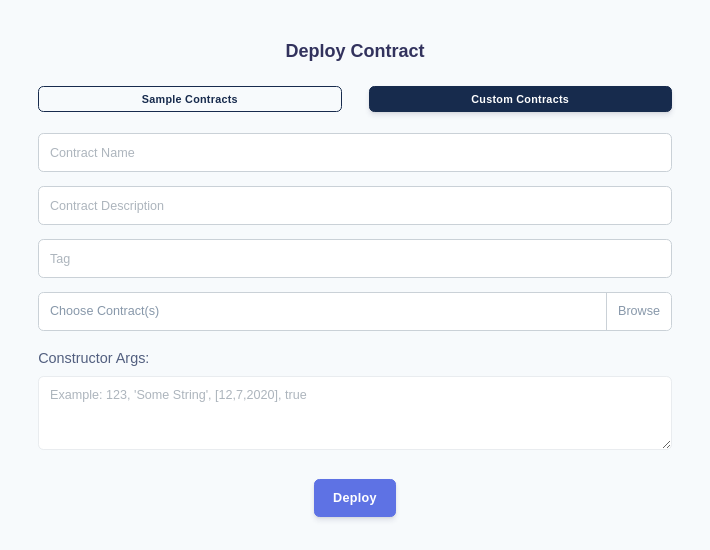 Deploy Contract
Sample Contracts
Custom Contracts
Contract Name
Contract Description
Tag
Choose Contract(s)
Browse
Constructor Args:
Example: 123, 'Some String', [12,7,2020], true
Deploy